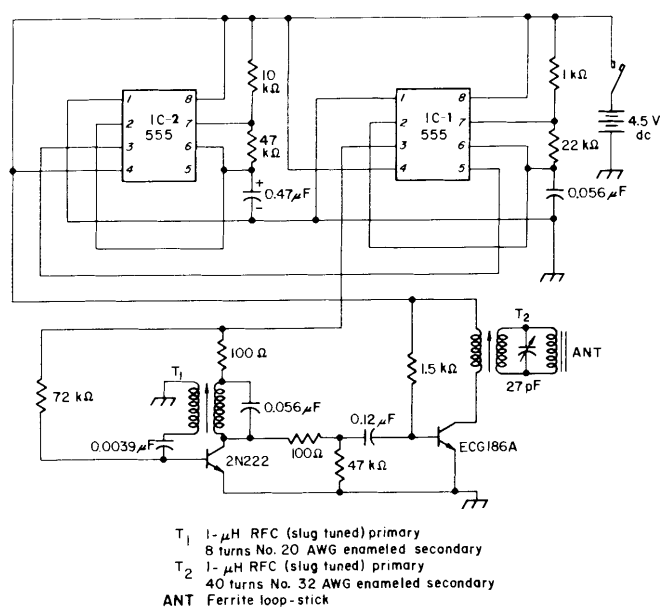 1 8
2 IC-2 7
3 555 6
4 5
10
kΩ
47
kΩ
+
0.47μF
−
1 8
2 IC-1 7
3 555 6
4 5
1 kΩ
22 kΩ
0.056μF
4.5 V
dc
72 kΩ
T1
100 Ω
0.056μF
0.0039μF
2N222
100Ω
47 kΩ
0.12μF
1.5 kΩ
ECG186A
T2
27 pF
ANT
T1 1-μH RFC (slug tuned) primary
8 turns No. 20 AWG enameled secondary
T2 1-μH RFC (slug tuned) primary
40 turns No. 32 AWG enameled secondary
ANT Ferrite loop-stick